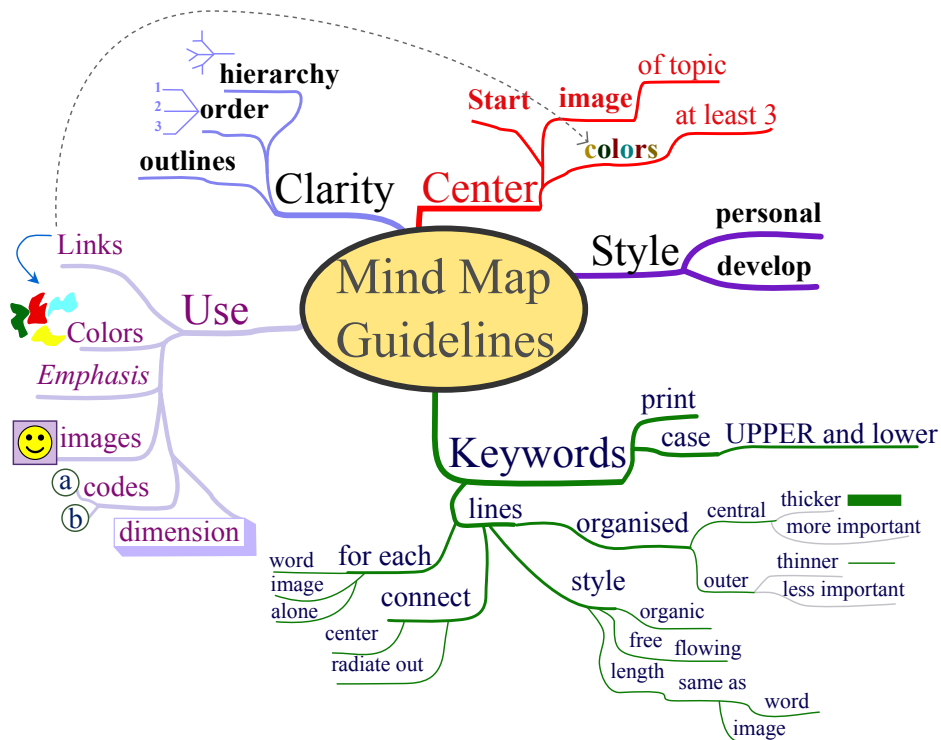 Mind Map
Guidelines
Clarity
hierarchy
order
1
2
3
outlines
Center
Start
image
of topic
colors
at least 3
Style
personal
develop
Keywords
print
case
UPPER and lower
lines
organised
central
thicker
more important
outer
thinner
less important
style
organic
free
flowing
length
same as
word
image
connect
center
radiate out
for each
word
image
alone
Use
Links
Colors
Emphasis
images
codes
a
b
dimension